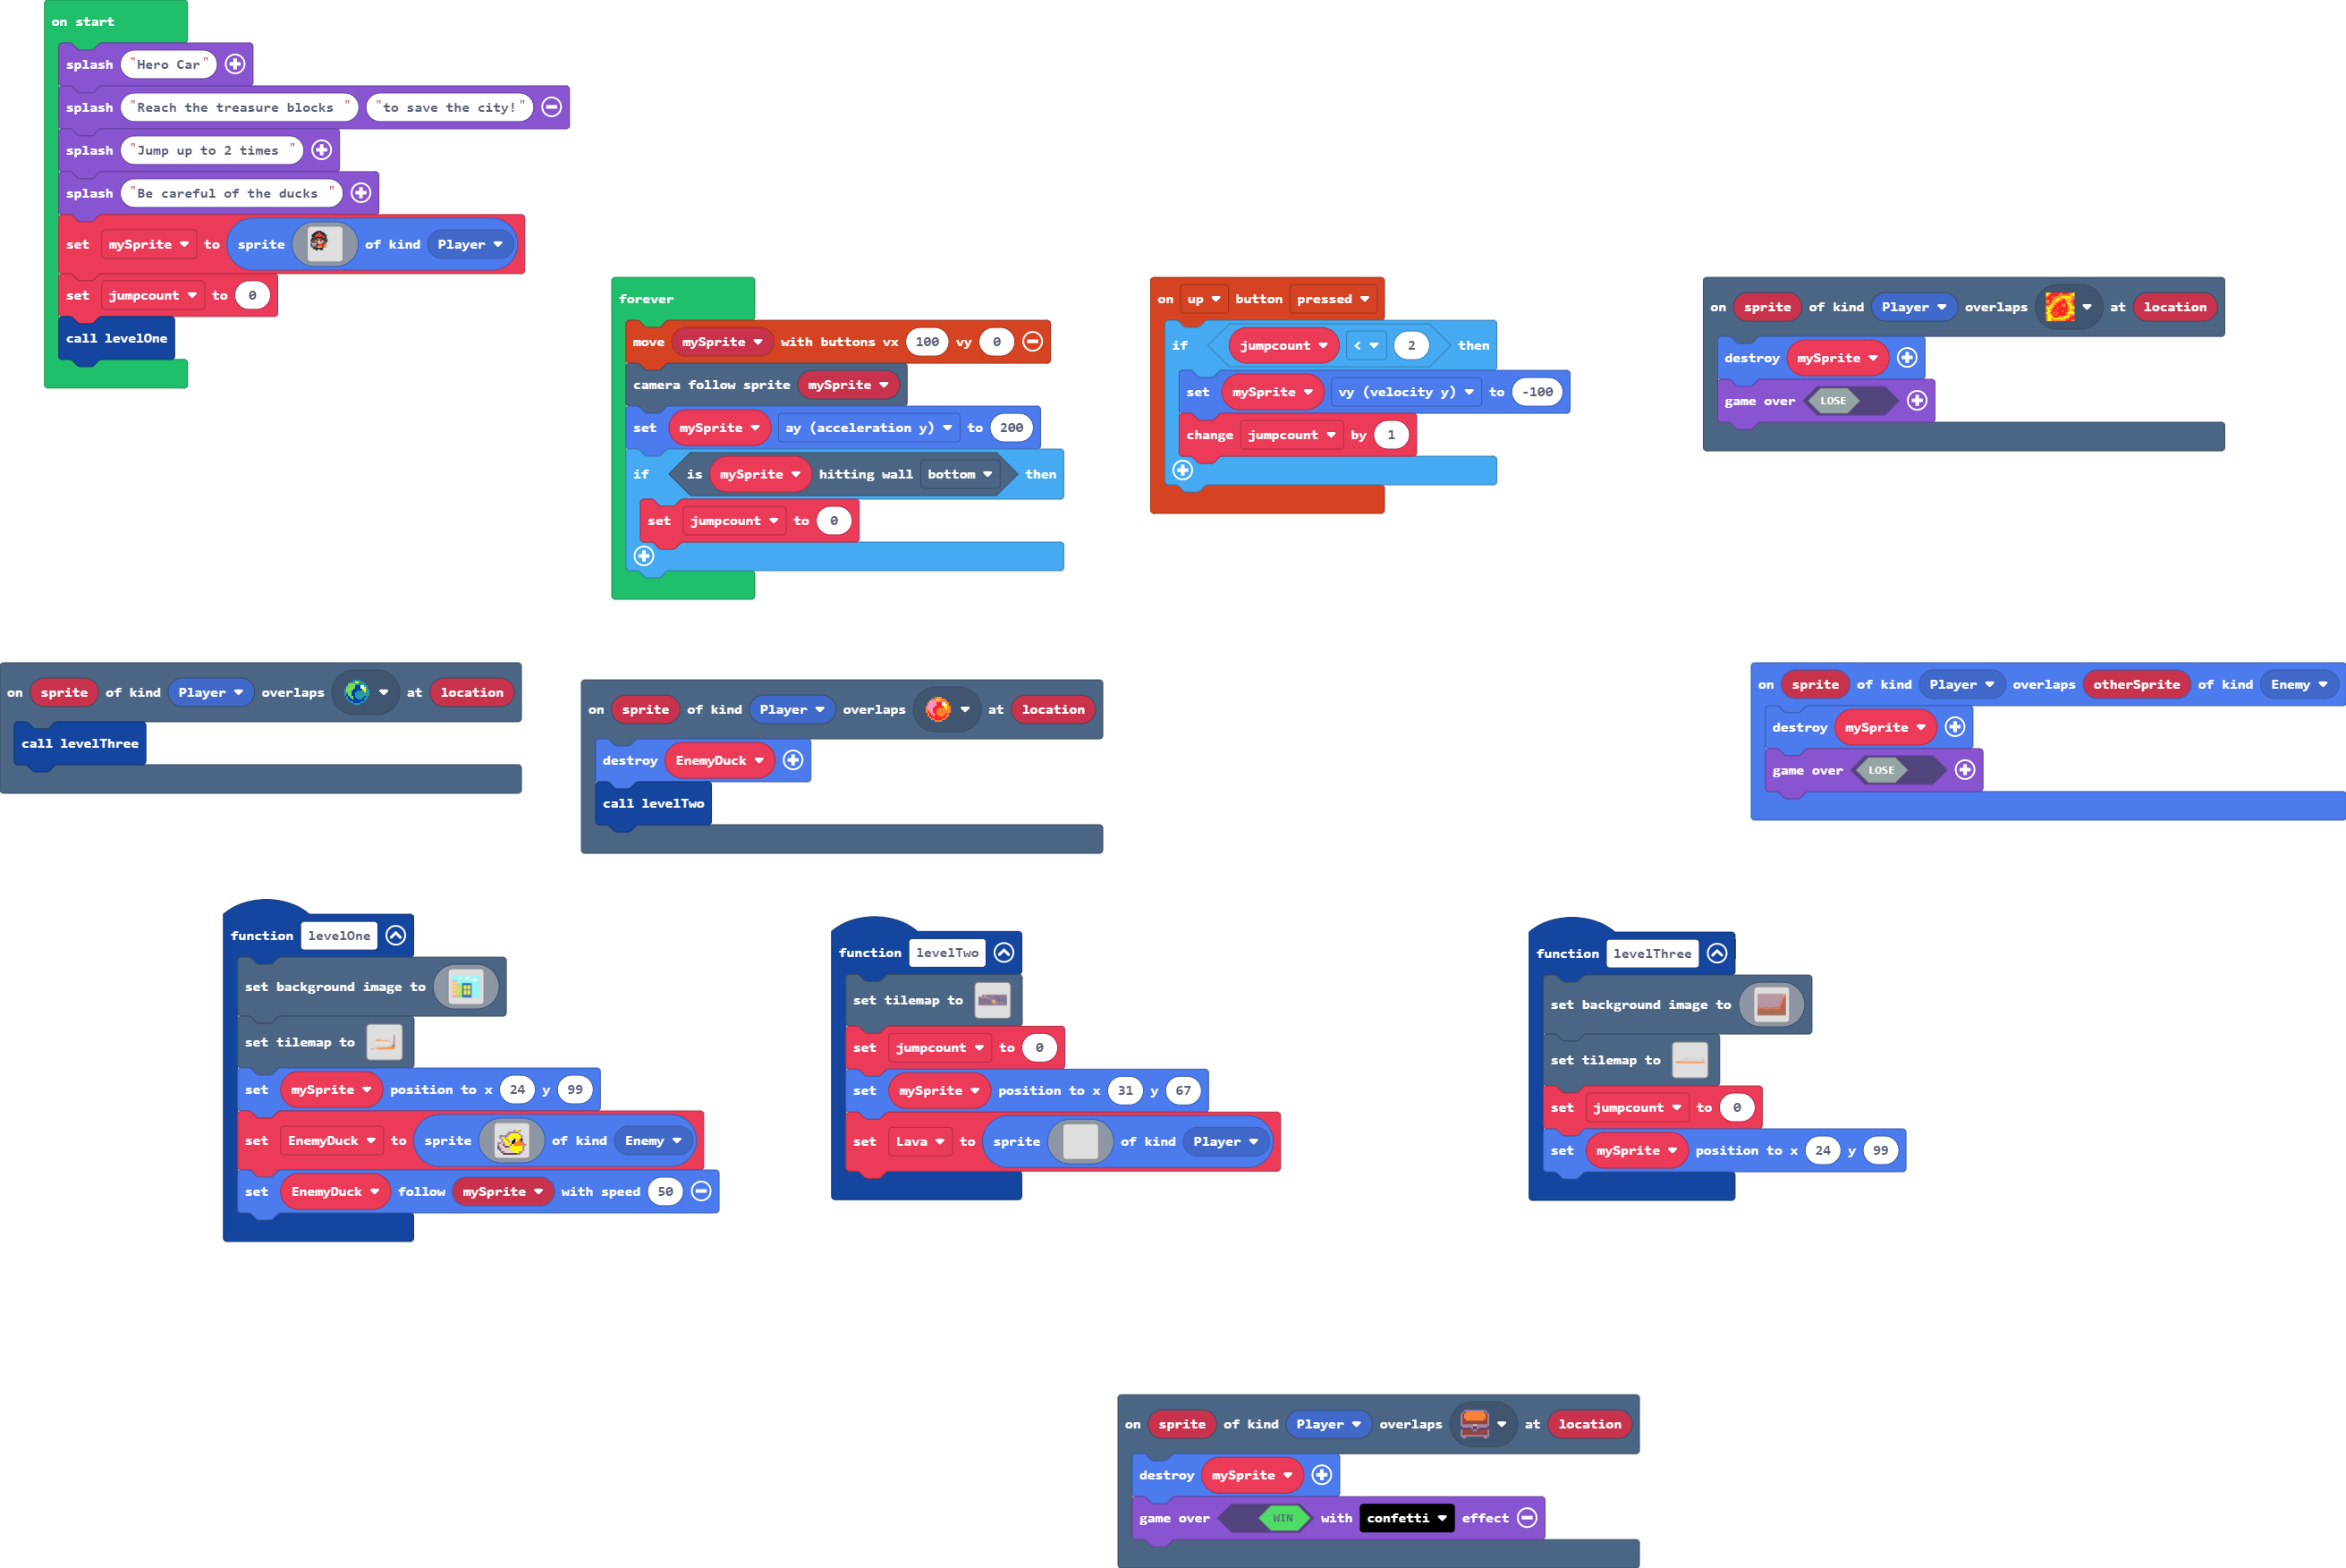 on start
splash "Hero Car"
splash "Reach the treasure blocks " "to save the city!"
splash "Jump up to 2 times "
splash "Be careful of the ducks "
set mySprite to sprite of kind Player
set jumpcount to 0
call levelOne
forever
move mySprite with buttons vx 100 vy 0
camera follow sprite mySprite
set mySprite ay (acceleration y) to 200
if is mySprite hitting wall bottom then
set jumpcount to 0
on up button pressed
if jumpcount < 2 then
set mySprite vy (velocity y) to -100
change jumpcount by 1
on sprite of kind Player overlaps at location
destroy mySprite
game over LOSE
on sprite of kind Player overlaps at location
call levelThree
on sprite of kind Player overlaps at location
destroy EnemyDuck
call levelTwo
on sprite of kind Player overlaps otherSprite of kind Enemy
destroy mySprite
game over LOSE
function levelOne
set background image to
set tilemap to
set mySprite position to x 24 y 99
set EnemyDuck to sprite of kind Enemy
set EnemyDuck follow mySprite with speed 50
function levelTwo
set tilemap to
set jumpcount to 0
set mySprite position to x 31 y 67
set Lava to sprite of kind Player
function levelThree
set background image to
set tilemap to
set jumpcount to 0
set mySprite position to x 24 y 99
on sprite of kind Player overlaps at location
destroy mySprite
game over WIN with confetti effect